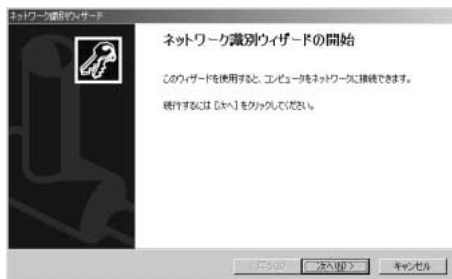 ネットワーク識別ウィザード
ネットワーク識別ウィザードの開始
このウィザードを使用すると、コンピュータをネットワークに接続できます。
続行するには [次へ] をクリックしてください。
< 戻る(B)
次へ(N) >
キャンセル